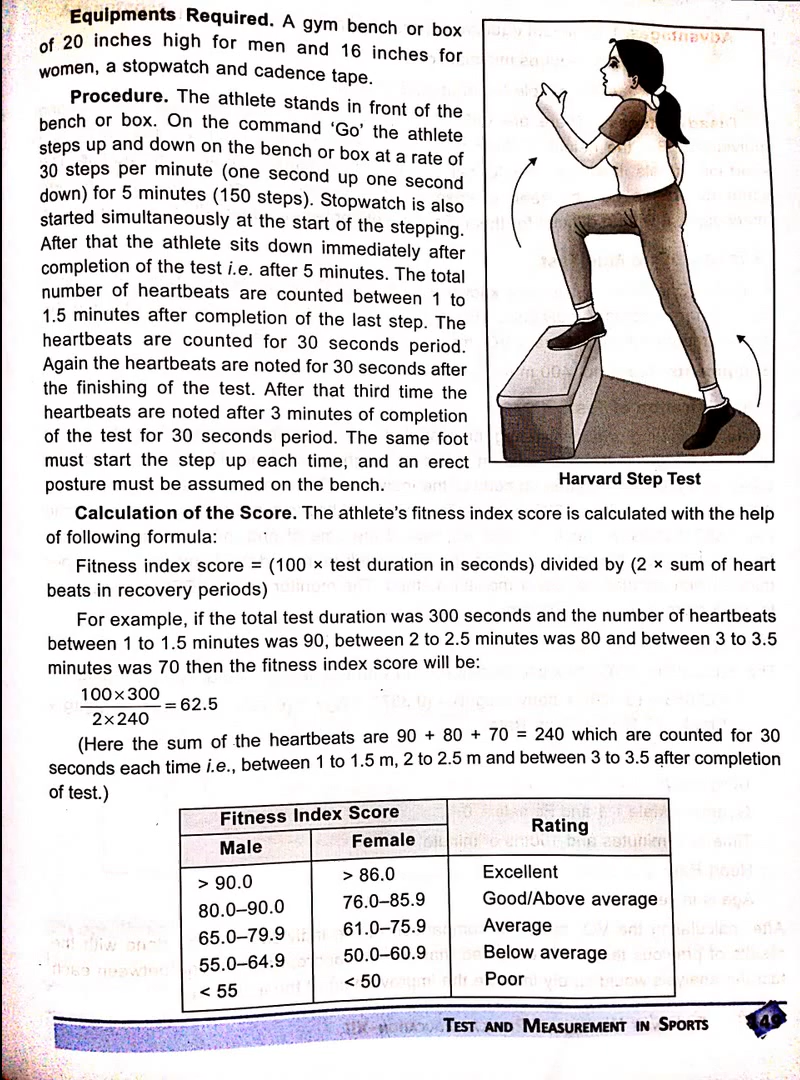 Equipments Required. A gym bench or box
of 20 inches high for men and 16 inches for
women, a stopwatch and cadence tape.
Procedure. The athlete stands in front of the
bench or box. On the command ‘Go’ the athlete
steps up and down on the bench or box at a rate of
30 steps per minute (one second up one second
down) for 5 minutes (150 steps). Stopwatch is also
started simultaneously at the start of the stepping.
After that the athlete sits down immediately after
completion of the test i.e. after 5 minutes. The total
number of heartbeats are counted between 1 to
1.5 minutes after completion of the last step. The
heartbeats are counted for 30 seconds period.
Again the heartbeats are noted for 30 seconds after
the finishing of the test. After that third time the
heartbeats are noted after 3 minutes of completion
of the test for 30 seconds period. The same foot
must start the step up each time, and an erect
posture must be assumed on the bench.
Harvard Step Test
Calculation of the Score. The athlete’s fitness index score is calculated with the help
of following formula:
Fitness index score = (100 × test duration in seconds) divided by (2 × sum of heart
beats in recovery periods)
For example, if the total test duration was 300 seconds and the number of heartbeats
between 1 to 1.5 minutes was 90, between 2 to 2.5 minutes was 80 and between 3 to 3.5
minutes was 70 then the fitness index score will be:
100×300
2×240
= 62.5
(Here the sum of the heartbeats are 90 + 80 + 70 = 240 which are counted for 30
seconds each time i.e., between 1 to 1.5 m, 2 to 2.5 m and between 3 to 3.5 after completion
of test.)
Fitness Index Score Rating
Male Female
> 90.0 > 86.0 Excellent
80.0–90.0 76.0–85.9 Good/Above average
65.0–79.9 61.0–75.9 Average
55.0–64.9 50.0–60.9 Below average
< 55 < 50 Poor
TEST AND MEASUREMENT IN SPORTS